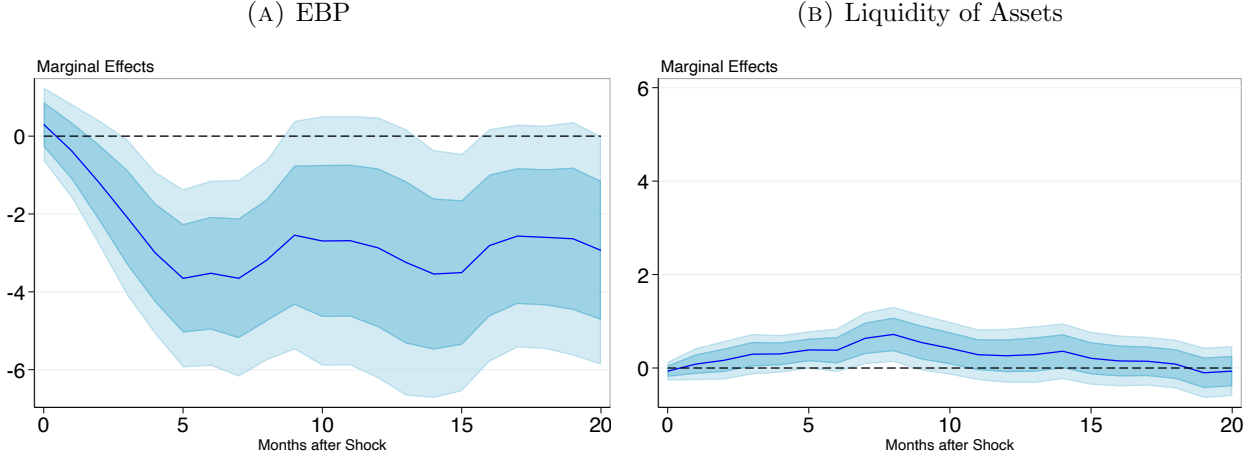 (A) EBP
Marginal Effects
0
-2
-4
-6
0 5 10 15 20
Months after Shock
(B) Liquidity of Assets
Marginal Effects
6
4
2
0
0 5 10 15 20
Months after Shock